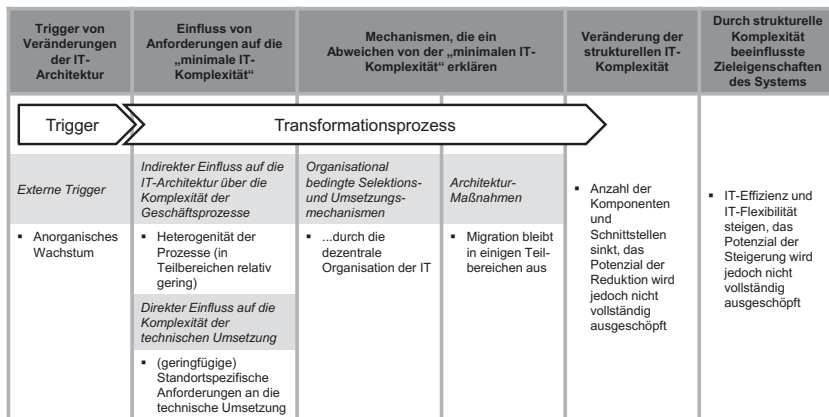 Trigger von
Veränderungen
der IT-
Architektur
Einfluss von
Anforderungen auf die
„minimale IT-
Komplexität“
Mechanismen, die ein
Abweichen von der „minimalen IT-
Komplexität“ erklären
Veränderung der
strukturellen IT-
Komplexität
Durch strukturelle
Komplexität
beeinflusste
Zieleigenschaften
des Systems
Trigger
Transformationsprozess
Externe Trigger
▪ Anorganisches
Wachstum
Indirekter Einfluss auf die
IT-Architektur über die
Komplexität der
Geschäftsprozesse
▪ Heterogenität der
Prozesse (in
Teilbereichen relativ
gering)
Direkter Einfluss auf die
Komplexität der
technischen Umsetzung
▪ (geringfügige)
Standortspezifische
Anforderungen an die
technische Umsetzung
Organisational
bedingte Selektions-
und Umsetzungs-
mechanismen
▪ ...durch die
dezentrale
Organisation der IT
Architektur-
Maßnahmen
▪ Migration bleibt
in einigen Teil-
bereichen aus
▪ Anzahl der
Komponenten
und
Schnittstellen
sinkt, das
Potenzial der
Reduktion wird
jedoch nicht
vollständig
ausgeschöpft
▪ IT-Effizienz und
IT-Flexibilität
steigen, das
Potenzial der
Steigerung wird
jedoch nicht
vollständig
ausgeschöpft